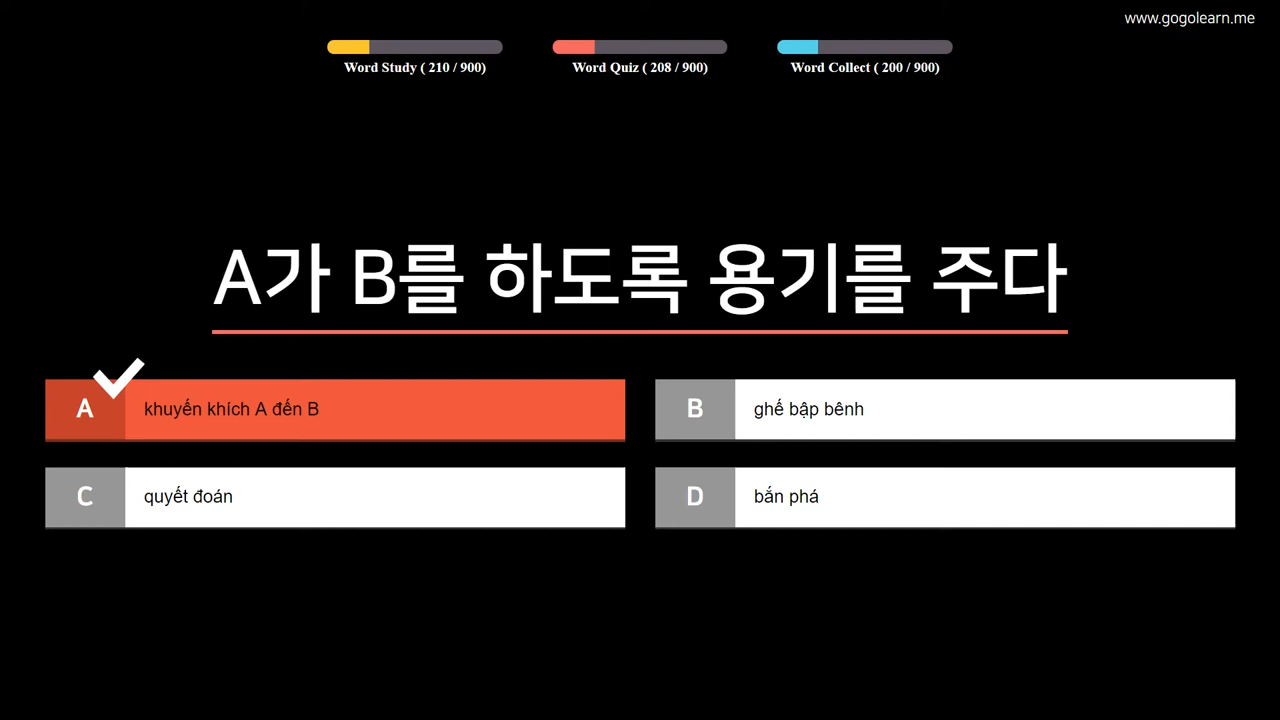 www.gogolearn.me
Word Study ( 210 / 900)
Word Quiz ( 208 / 900)
Word Collect ( 200 / 900)
A가 B를 하도록 용기를 주다
A khuyến khích A đến B
B ghế bập bênh
C quyết đoán
D bắn phá